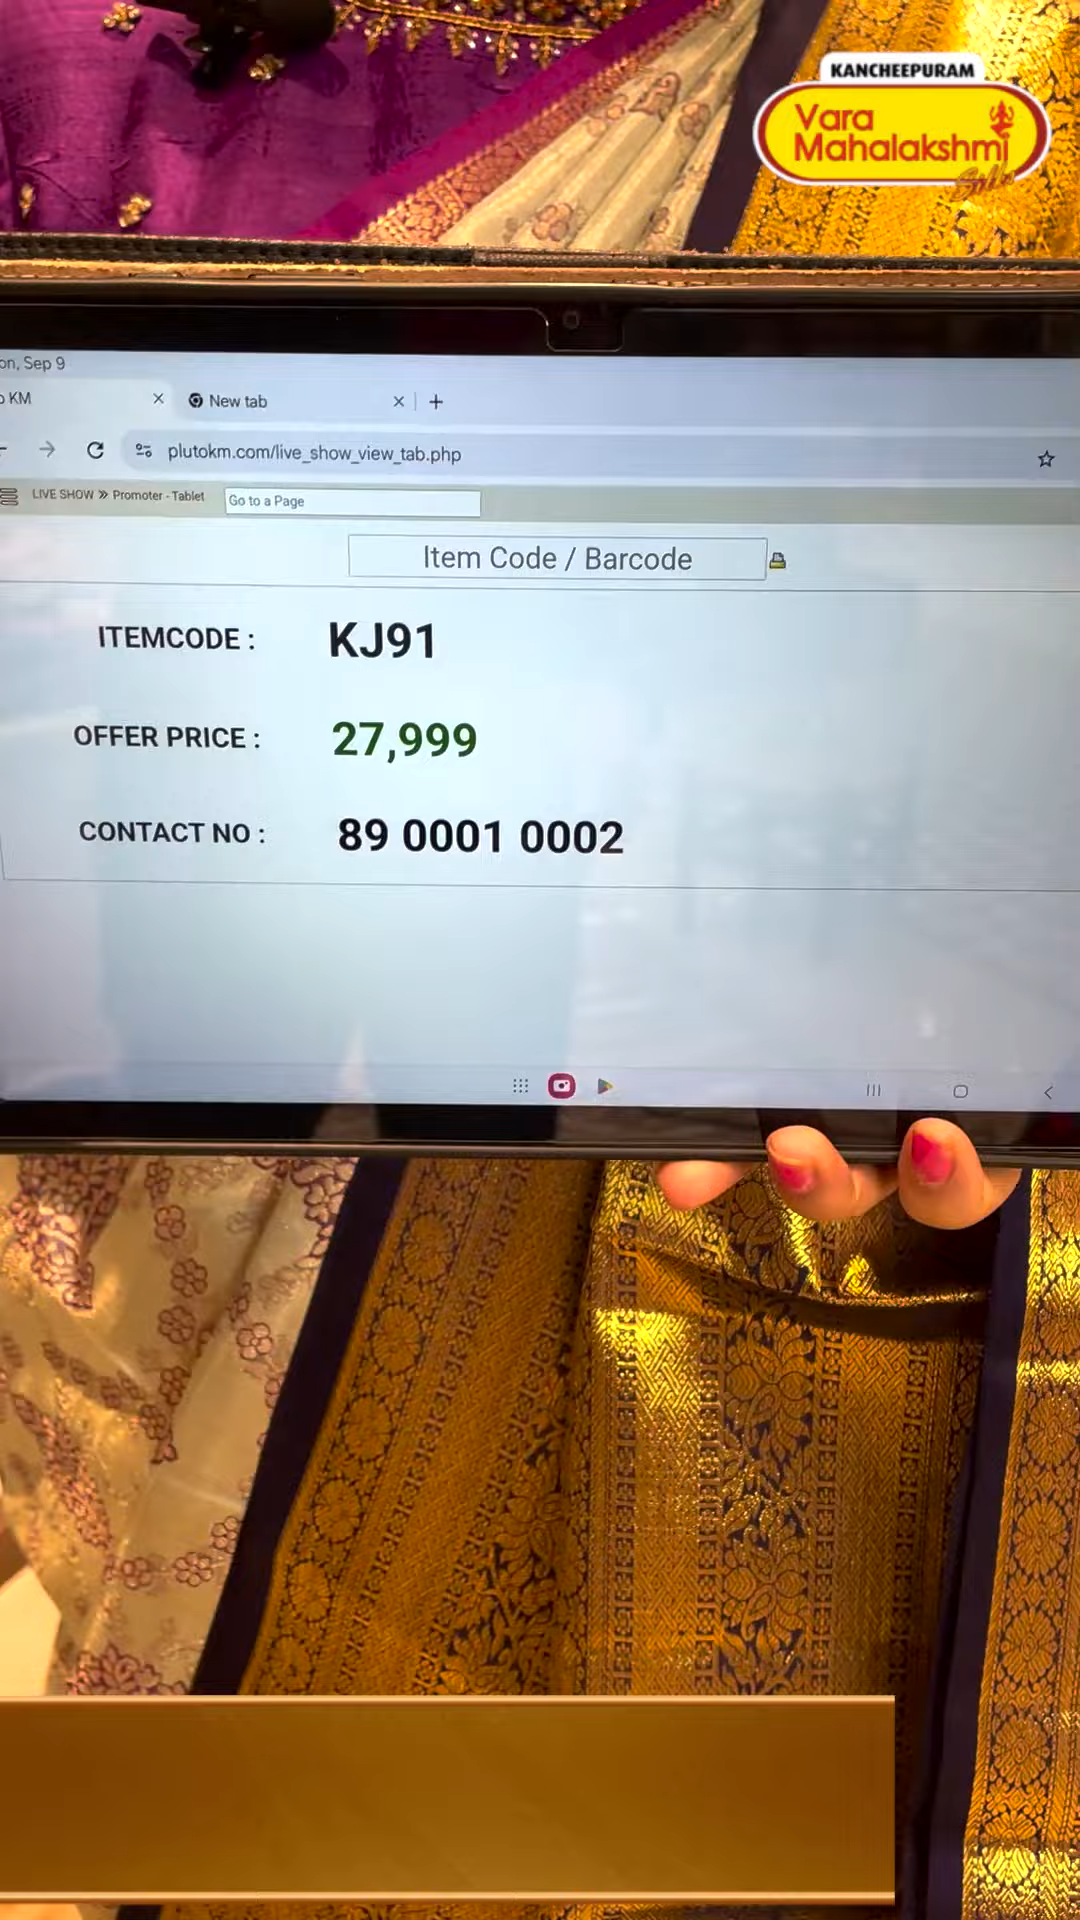 KANCHEEPURAM
Vara
Mahalakshmi
Silks
on, Sep 9
KM
New tab
plutokm.com/live_show_view_tab.php
LIVE SHOW >> Promoter - Tablet
Go to a Page
Item Code / Barcode
ITEMCODE : KJ91
OFFER PRICE : 27,999
CONTACT NO : 89 0001 0002